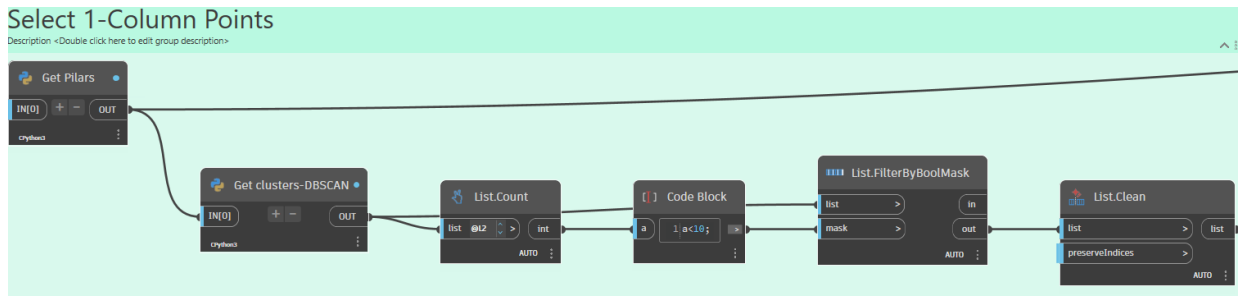 Select 1-Column Points
Description <Double click here to edit group description>
Get Pilars
IN[0] + - OUT
CPython3
Get clusters-DBSCAN
IN[0] + - OUT
CPython3
List.Count
list @L2 > int
AUTO
[ ] Code Block
a 1 a<10; >
List.FilterByBoolMask
list > in
mask > out
AUTO
List.Clean
list > list
preserveIndices >
AUTO